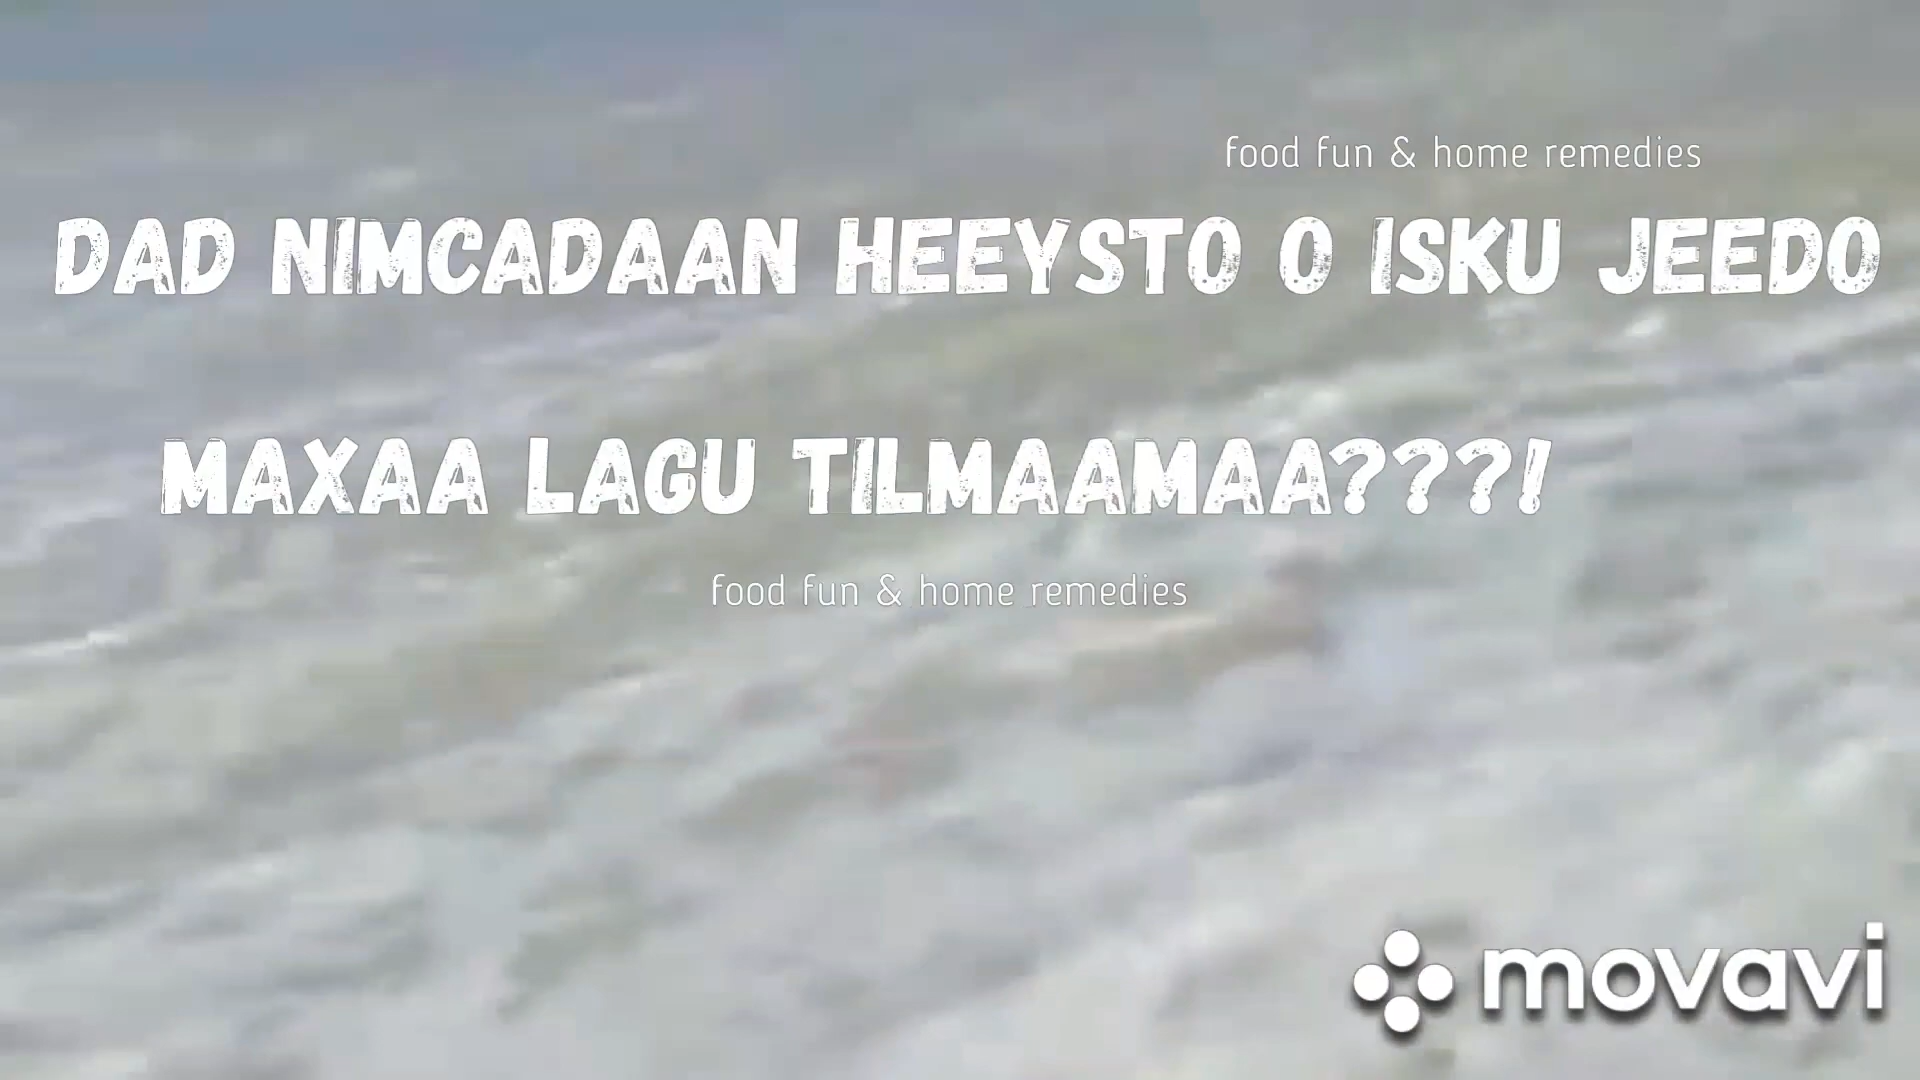 food fun & home remedies
DAD NIMCADAAN HEEYSTO O ISKU JEEDO
MAXAA LAGU TILMAAMAA???!
food fun & home remedies
movavi